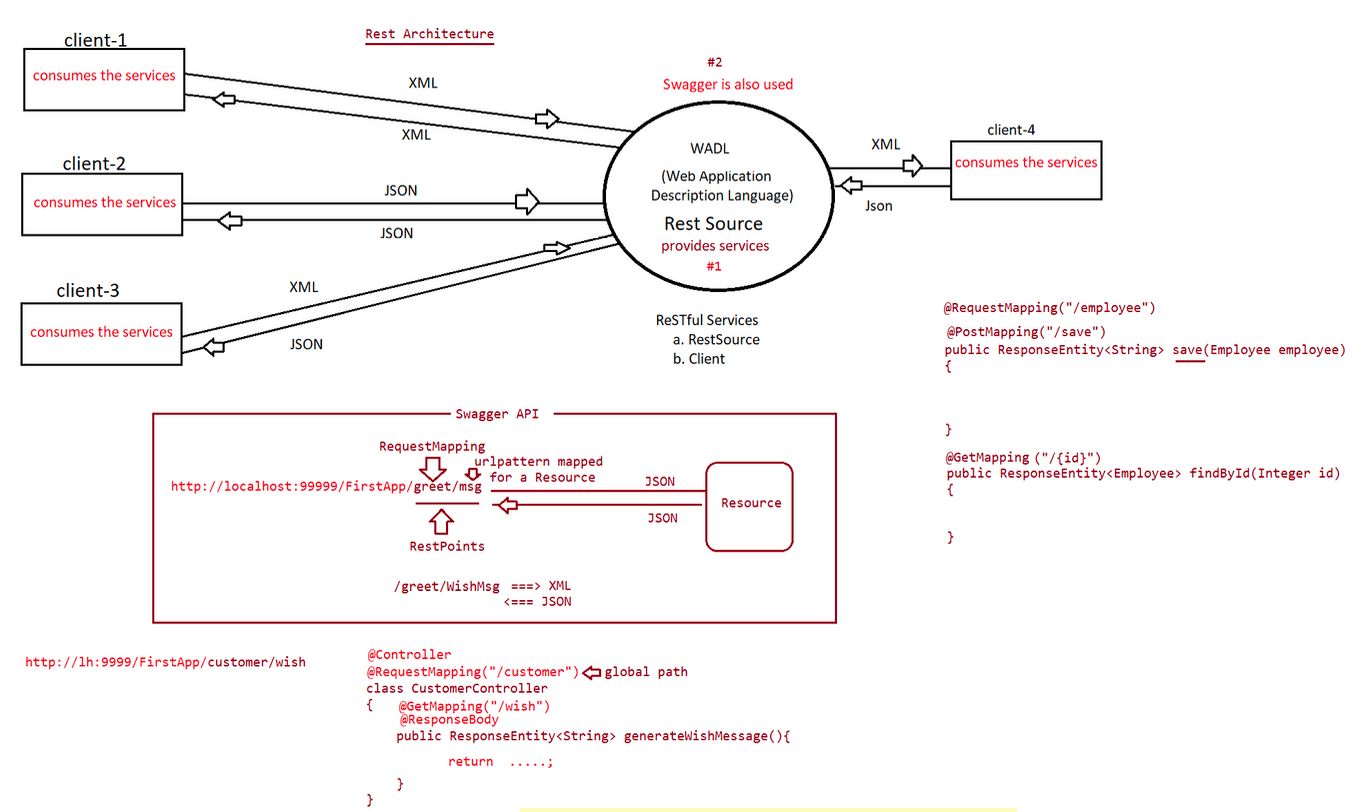 Rest Architecture
client-1
consumes the services
XML
XML
client-2
consumes the services
JSON
JSON
client-3
consumes the services
XML
JSON
#2
Swagger is also used
WADL
(Web Application
Description Language)
Rest Source
provides services
#1
client-4
XML
consumes the services
Json
ReSTful Services
a. RestSource
b. Client
@RequestMapping("/employee")
@PostMapping("/save")
public ResponseEntity<String> save(Employee employee)
{
}
@GetMapping ("/{id}")
public ResponseEntity<Employee> findById(Integer id)
{
}
Swagger API
RequestMapping
urlpattern mapped
for a Resource
http://localhost:99999/FirstApp/greet/msg
JSON
Resource
JSON
RestPoints
/greet/WishMsg ===> XML
<=== JSON
http://lh:9999/FirstApp/customer/wish
@Controller
@RequestMapping("/customer") global path
class CustomerController
{ @GetMapping("/wish")
@ResponseBody
public ResponseEntity<String> generateWishMessage(){
return .....;
}
}